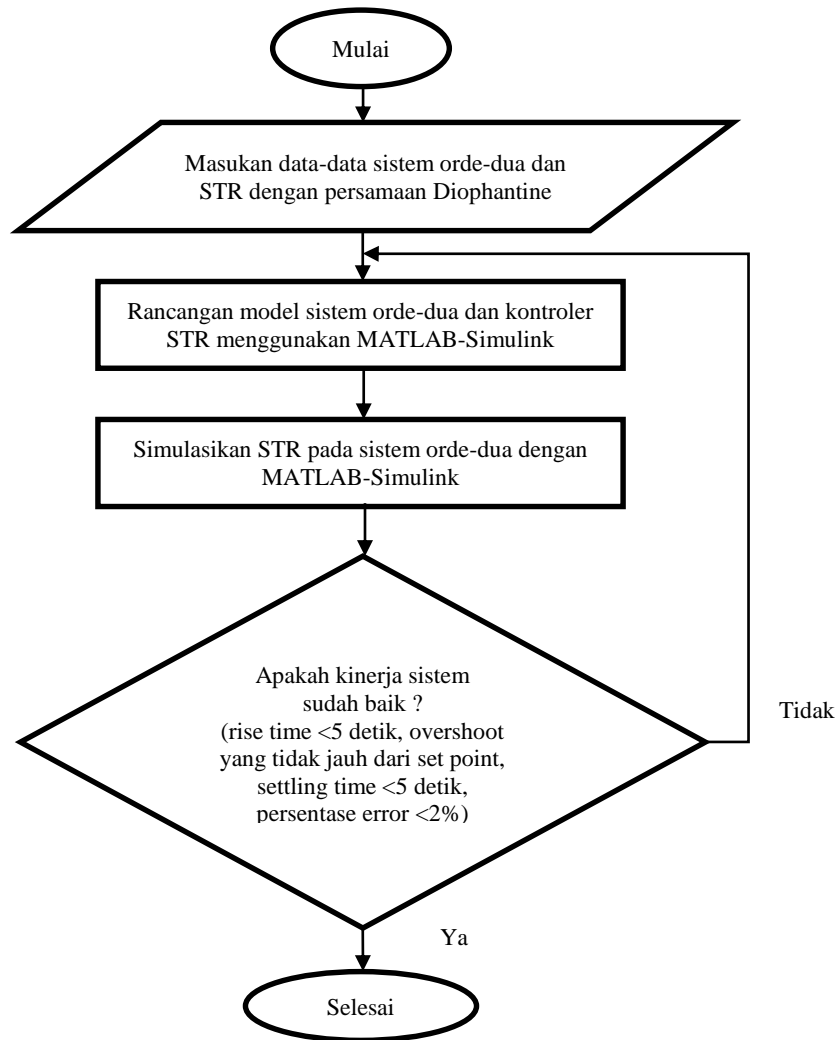 Mulai
Masukan data-data sistem orde-dua dan
STR dengan persamaan Diophantine
Rancangan model sistem orde-dua dan kontroler
STR menggunakan MATLAB-Simulink
Simulasikan STR pada sistem orde-dua dengan
MATLAB-Simulink
Apakah kinerja sistem
sudah baik ?
(rise time <5 detik, overshoot
yang tidak jauh dari set point,
settling time <5 detik,
persentase error <2%)
Tidak
Ya
Selesai